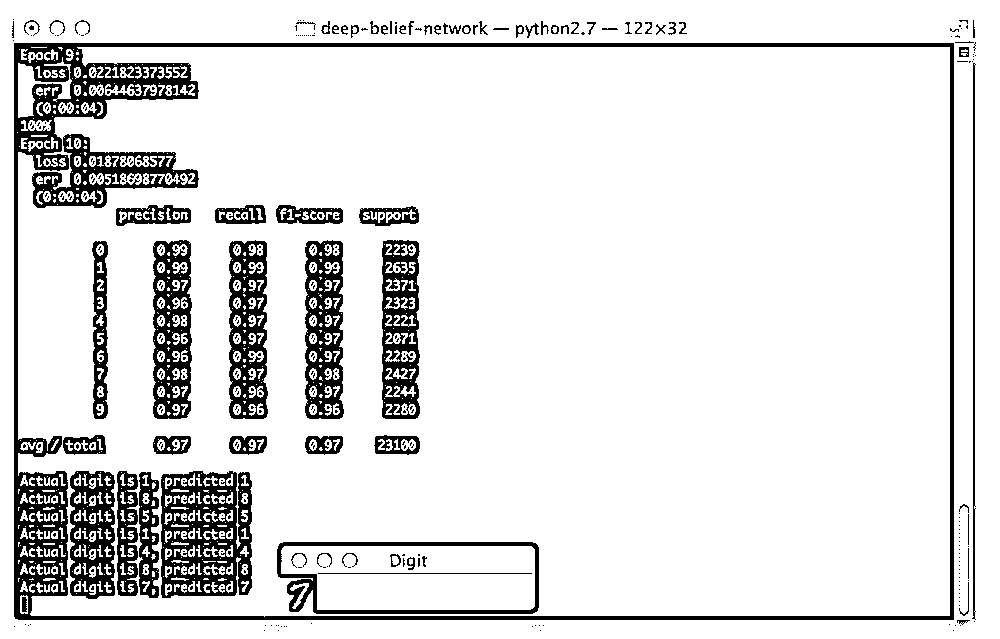 deep-belief-network — python2.7 — 122×32
Epoch 9:
loss 0.0221823373552
err 0.00644637978142
(0:00:04)
100%
Epoch 10:
loss 0.01878068577
err 0.00518698770492
(0:00:04)
precision recall f1-score support
0 0.99 0.98 0.98 2239
1 0.99 0.99 0.99 2635
2 0.97 0.97 0.97 2371
3 0.96 0.97 0.97 2323
4 0.98 0.97 0.97 2221
5 0.96 0.97 0.97 2071
6 0.96 0.99 0.97 2289
7 0.98 0.97 0.98 2427
8 0.97 0.96 0.97 2244
9 0.97 0.96 0.96 2280
avg / total 0.97 0.97 0.97 23100
Actual digit is 1, predicted 1
Actual digit is 8, predicted 8
Actual digit is 5, predicted 5
Actual digit is 1, predicted 1
Actual digit is 4, predicted 4
Actual digit is 8, predicted 8
Actual digit is 7, predicted 7
Digit
7